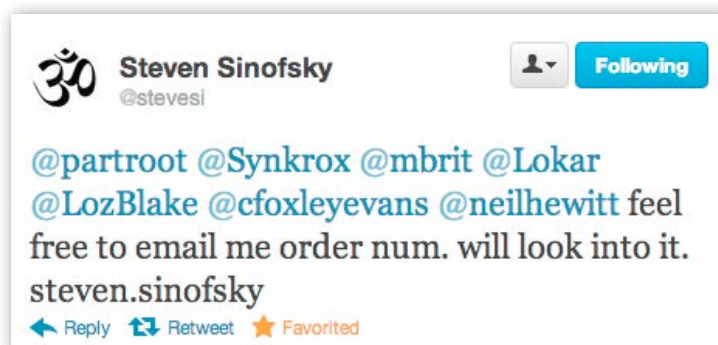 ॐ
Steven Sinofsky
@stevesi
Following
@partroot @Synkrox @mbrit @Lokar
@LozBlake @cfoxleyevans @neilhewitt feel
free to email me order num. will look into it.
steven.sinofsky
Reply Retweet Favorited